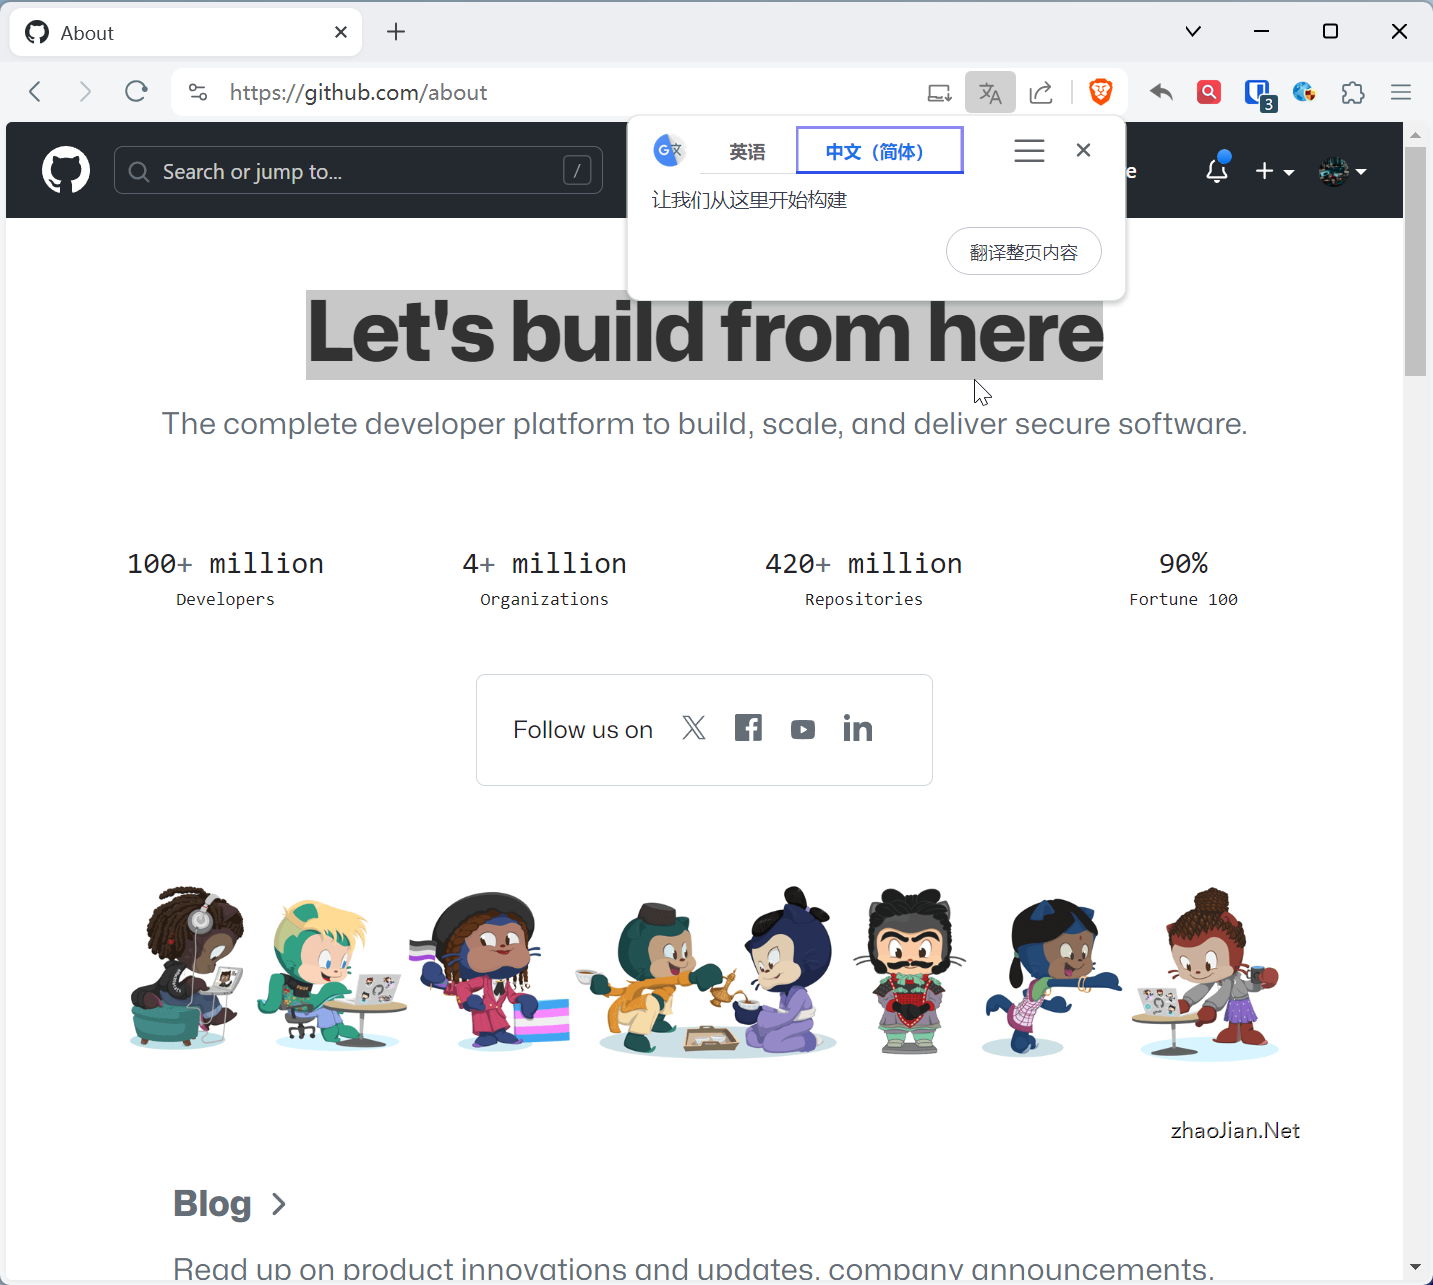 About
https://github.com/about
3
Search or jump to...
/
英语
中文（简体）
e
让我们从这里开始构建
翻译整页内容
Let's build from here
The complete developer platform to build, scale, and deliver secure software.
100+ million
Developers
4+ million
Organizations
420+ million
Repositories
90%
Fortune 100
Follow us on
zhaoJian.Net
Blog
Read up on product innovations and updates, company announcements,